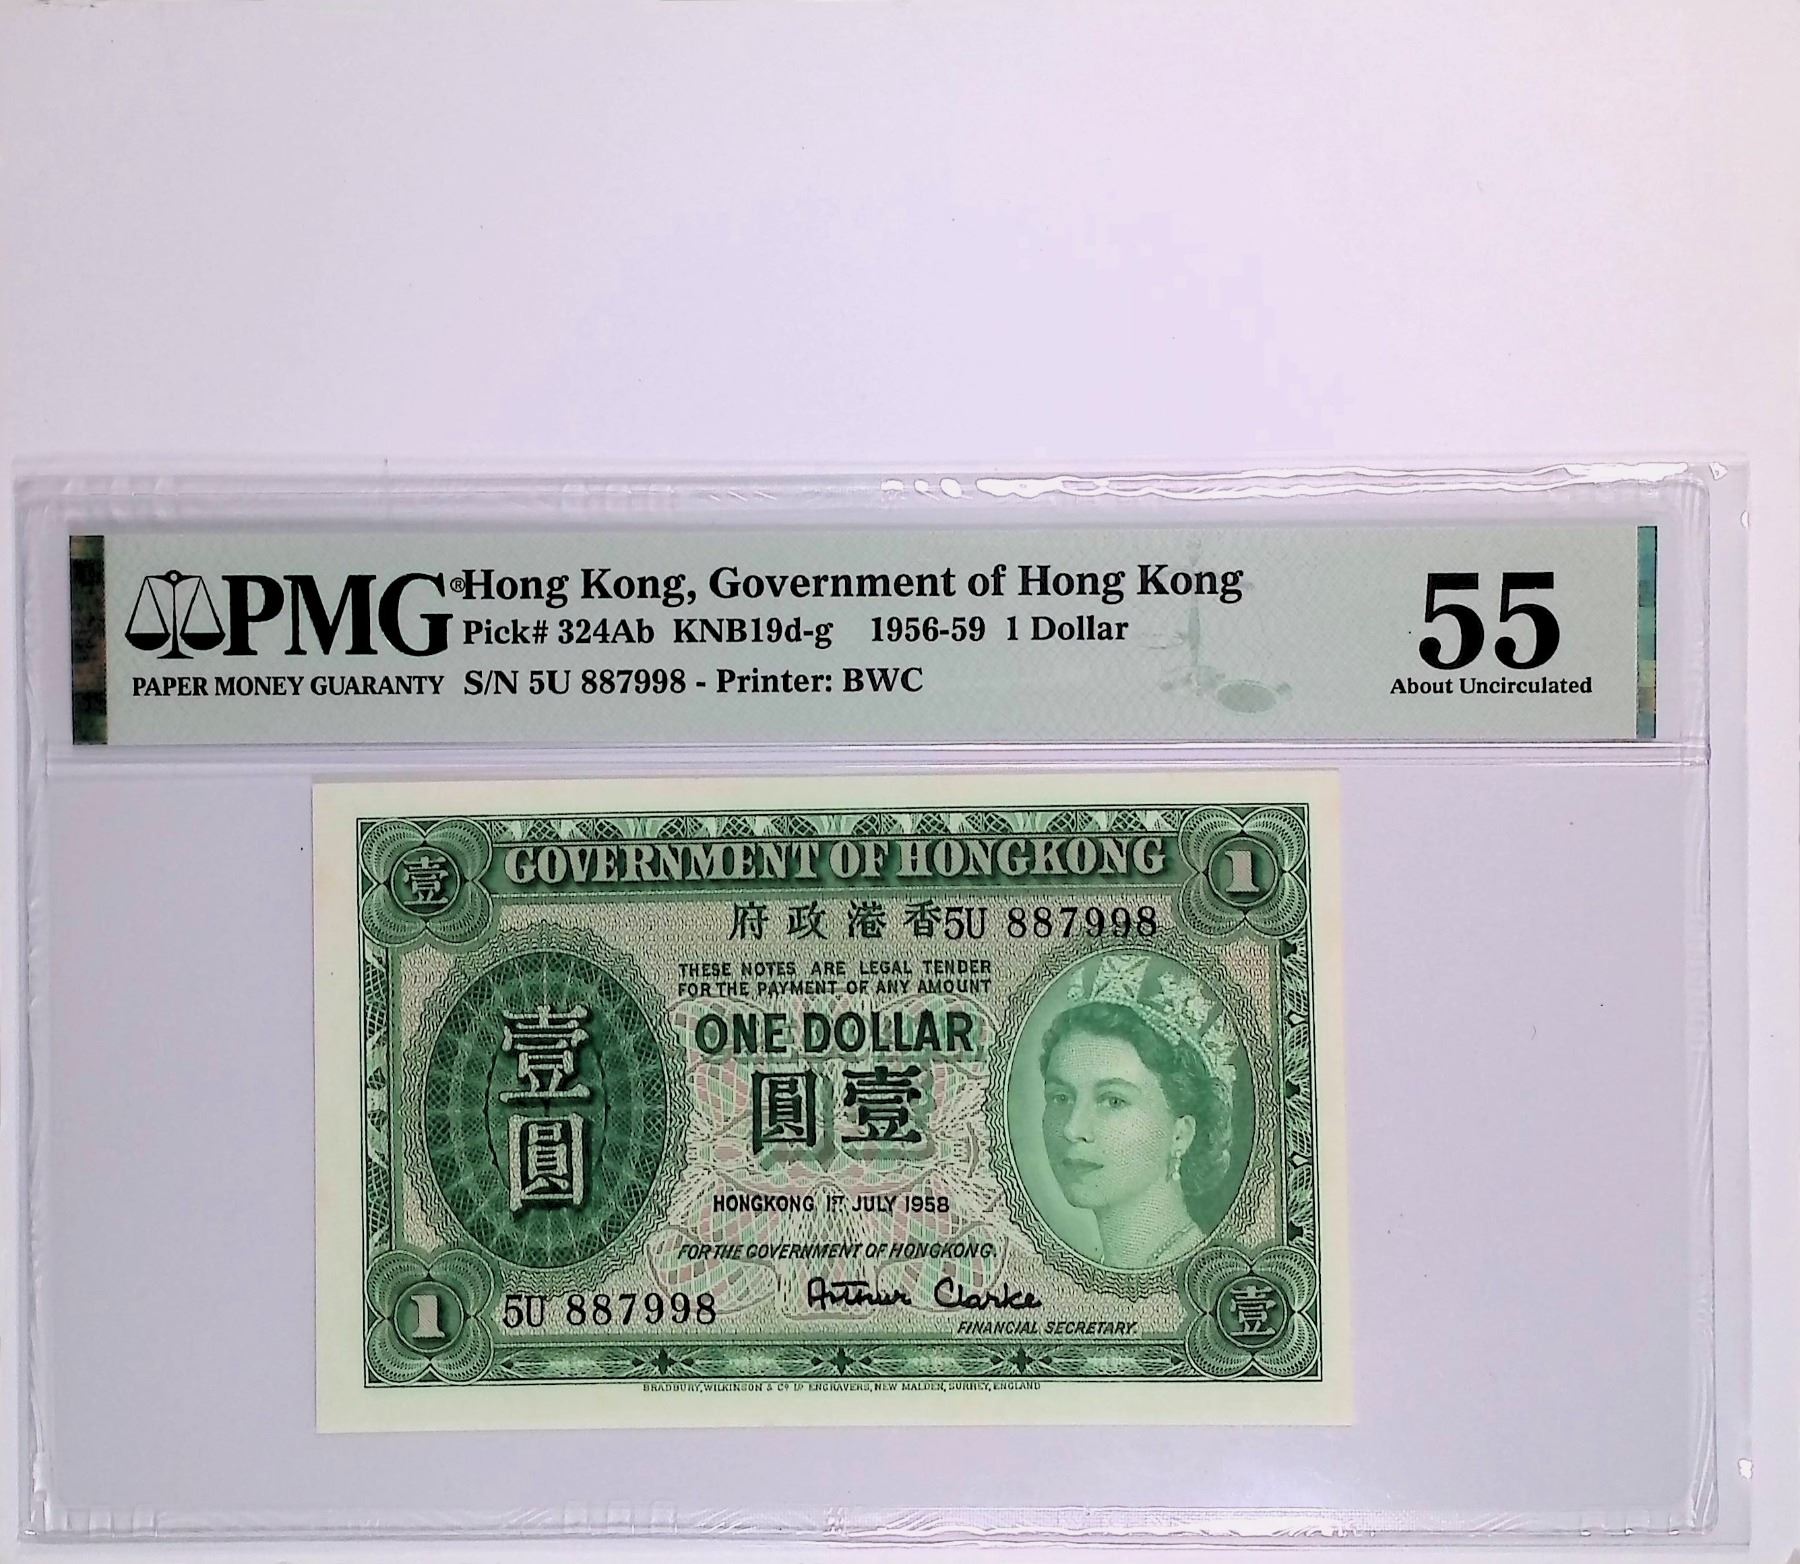 PMG®
PAPER MONEY GUARANTY
Hong Kong, Government of Hong Kong
Pick# 324Ab KNB19d-g 1956-59 1 Dollar
S/N 5U 887998 - Printer: BWC
55
About Uncirculated
壹
GOVERNMENT OF HONGKONG
1
府政港香
5U 887998
THESE NOTES ARE LEGAL TENDER
FOR THE PAYMENT OF ANY AMOUNT
壹圓
ONE DOLLAR
圓壹
HONGKONG, 1ST JULY 1958
FOR THE GOVERNMENT OF HONGKONG.
Arthur Clarke
FINANCIAL SECRETARY.
1
5U 887998
壹
BRADBURY, WILKINSON & Cº Lᴰ ENGRAVERS, NEW MALDEN, SURREY, ENGLAND